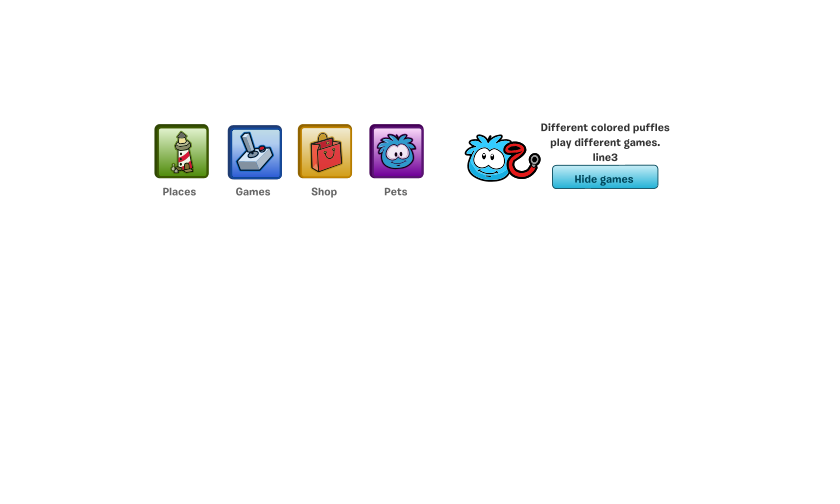 Places
Games
Shop
Pets
Different colored puffles
play different games.
line3
Hide games